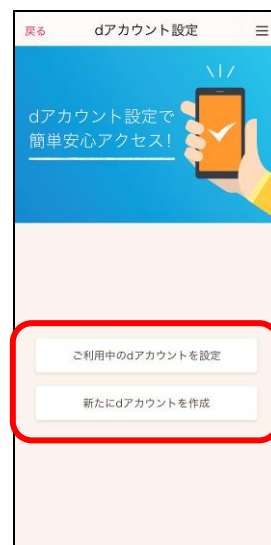 戻る dアカウント設定
dアカウント設定で
簡単安心アクセス!
ご利用中のdアカウントを設定
新たにdアカウントを作成